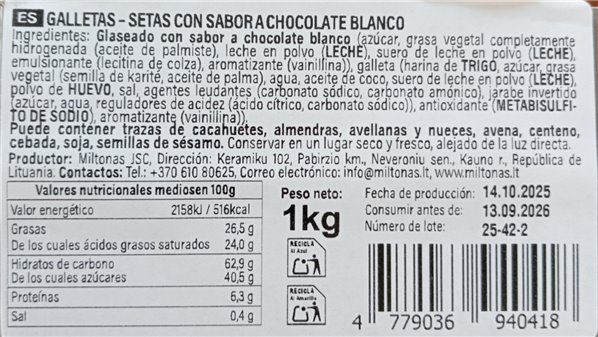 ES GALLETAS – SETAS CON SABOR A CHOCOLATE BLANCO
Ingredientes: Glaseado con sabor a chocolate blanco (azúcar, grasa vegetal completamente
hidrogenada (aceite de palmiste), leche en polvo (LECHE), suero de leche en polvo (LECHE),
emulsionante (lecitina de colza), aromatizante (vainillina)), galleta (harina de TRIGO, azúcar, grasa
vegetal (semilla de karité, aceite de palma), agua, aceite de coco, suero de leche en polvo (LECHE),
polvo de HUEVO, sal, agentes leudantes (carbonato sódico, carbonato amónico), jarabe invertido
(azúcar, agua, reguladores de acidez (ácido cítrico, carbonato sódico)), antioxidante (METABISULFI-
TO DE SODIO), aromatizante (vainillina)).
Puede contener trazas de cacahuetes, almendras, avellanas y nueces, avena, centeno,
cebada, soja, semillas de sésamo. Conservar en un lugar seco y fresco, alejado de la luz directa.
Productor: Miltonas JSC, Dirección: Keramiku 102, Pabirzio km., Neveroniu sen., Kauno r., República de
Lituania. Contactos: Tel.: +370 610 80625, Correo electrónico: info@miltonas.lt, www.miltonas.lt
Valores nutricionales mediosen 100g
Valor energético 2158kJ / 516kcal
Grasas 26,5 g
De los cuales ácidos grasos saturados 24,0 g
Hidratos de carbono 62,9 g
De los cuales azúcares 40,5 g
Proteínas 6,3 g
Sal 0,4 g
Peso neto:
1kg
RECICLA
Al Azul
RECICLA
Al Amarillo
Fecha de producción: 14.10.2025
Consumir antes de: 13.09.2026
Número de lote: 25-42-2
4 779036 940418